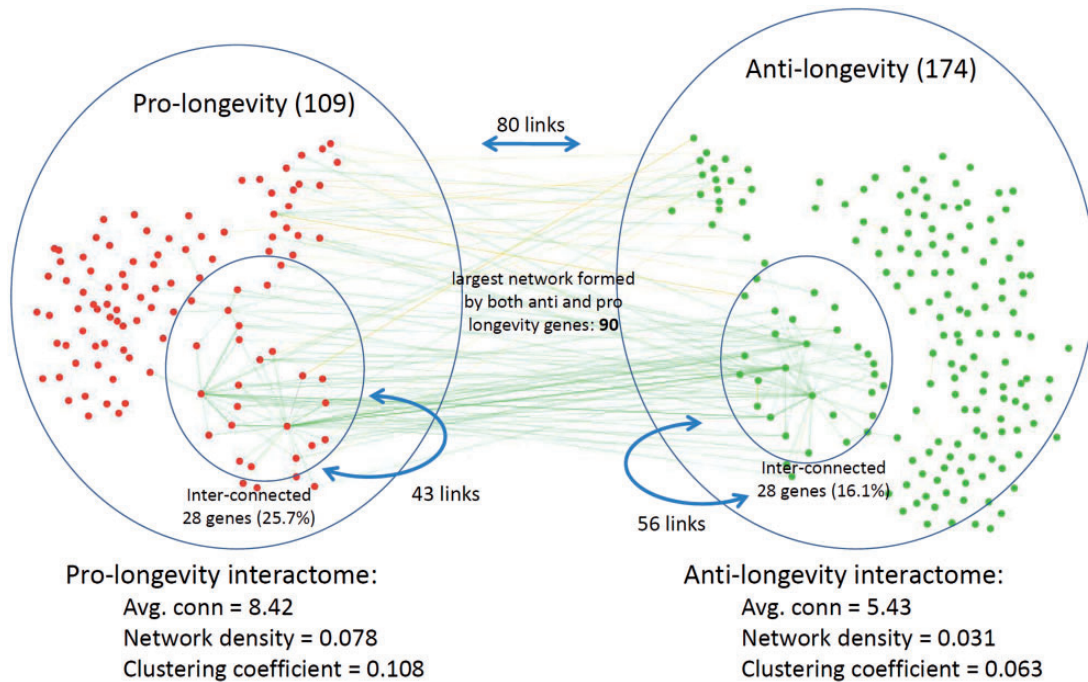 Pro-longevity (109)
Anti-longevity (174)
80 links
largest network formed
by both anti and pro
longevity genes: 90
Inter-connected
28 genes (25.7%)
43 links
56 links
Inter-connected
28 genes (16.1%)
Pro-longevity interactome:
Avg. conn = 8.42
Network density = 0.078
Clustering coefficient = 0.108
Anti-longevity interactome:
Avg. conn = 5.43
Network density = 0.031
Clustering coefficient = 0.063